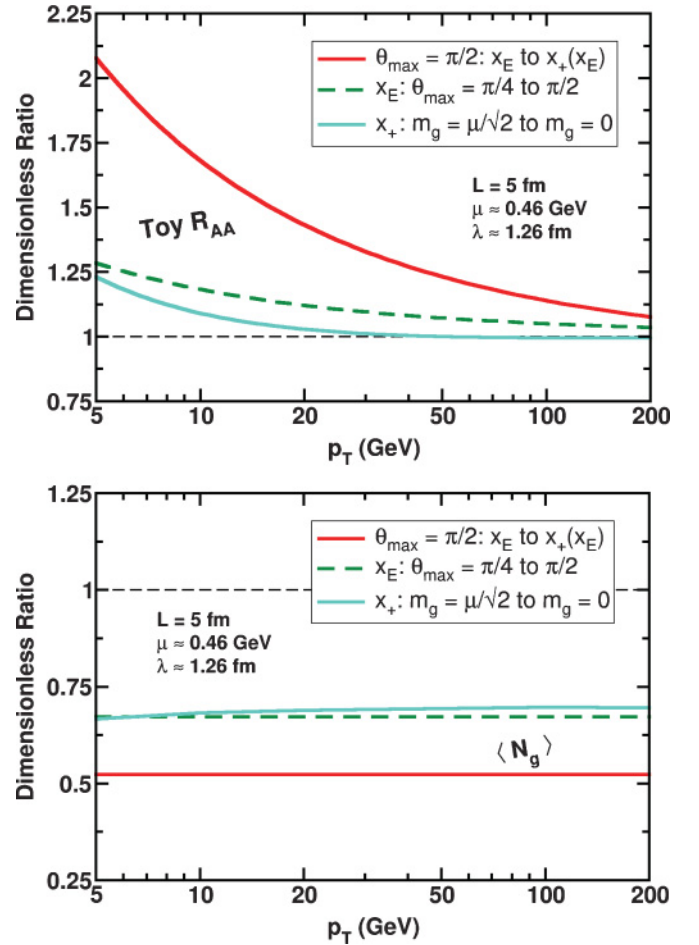 2.25
2
1.75
1.5
1.25
1
0.75
Dimensionless Ratio
θmax = π/2: xE to x+(xE)
xE: θmax = π/4 to π/2
x+: mg = μ/√2 to mg = 0
L = 5 fm
μ ≈ 0.46 GeV
λ ≈ 1.26 fm
Toy RAA
5 10 20 50 100 200
pT (GeV)
1.25
1
0.75
0.5
0.25
Dimensionless Ratio
θmax = π/2: xE to x+(xE)
xE: θmax = π/4 to π/2
x+: mg = μ/√2 to mg = 0
L = 5 fm
μ ≈ 0.46 GeV
λ ≈ 1.26 fm
⟨Ng⟩
5 10 20 50 100 200
pT (GeV)